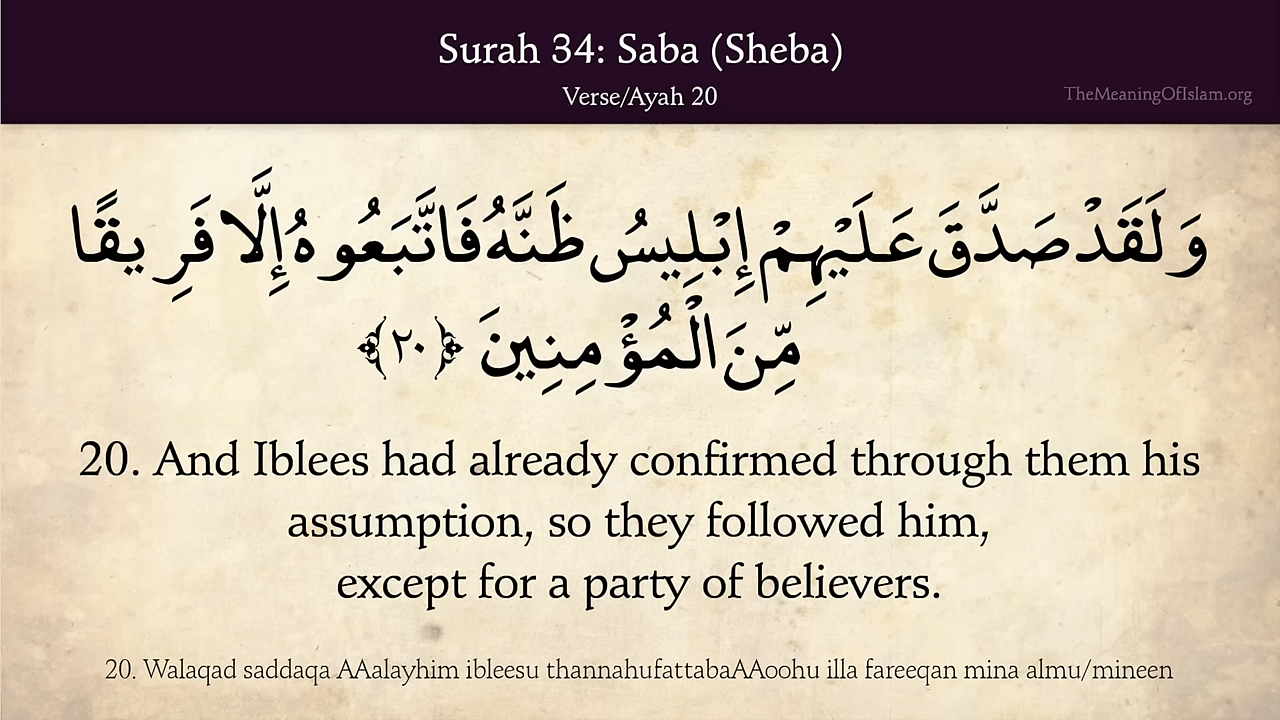 Surah 34: Saba (Sheba)
Verse/Ayah 20
TheMeaningOfIslam.org
وَلَقَدْ صَدَّقَ عَلَيْهِمْ إِبْلِيسُ ظَنَّهُ فَاتَّبَعُوهُ إِلَّا فَرِيقًا
مِّنَ الْمُؤْمِنِينَ ﴿٢٠﴾
20. And Iblees had already confirmed through them his
assumption, so they followed him,
except for a party of believers.
20. Walaqad saddaqa AAalayhim ibleesu thannahufattabaAAoohu illa fareeqan mina almu/mineen